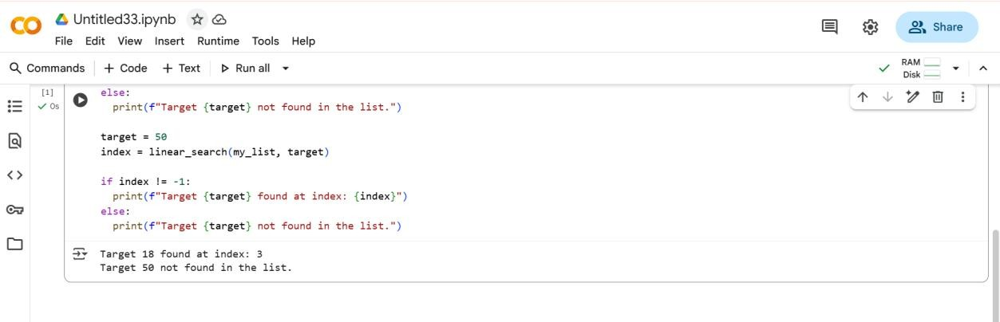 Untitled33.ipynb
File Edit View Insert Runtime Tools Help
Share
Commands + Code + Text Run all
RAM
Disk
[1]
0s
else:
  print(f"Target {target} not found in the list.")
target = 50
index = linear_search(my_list, target)
if index != -1:
  print(f"Target {target} found at index: {index}")
else:
  print(f"Target {target} not found in the list.")
Target 18 found at index: 3
Target 50 not found in the list.